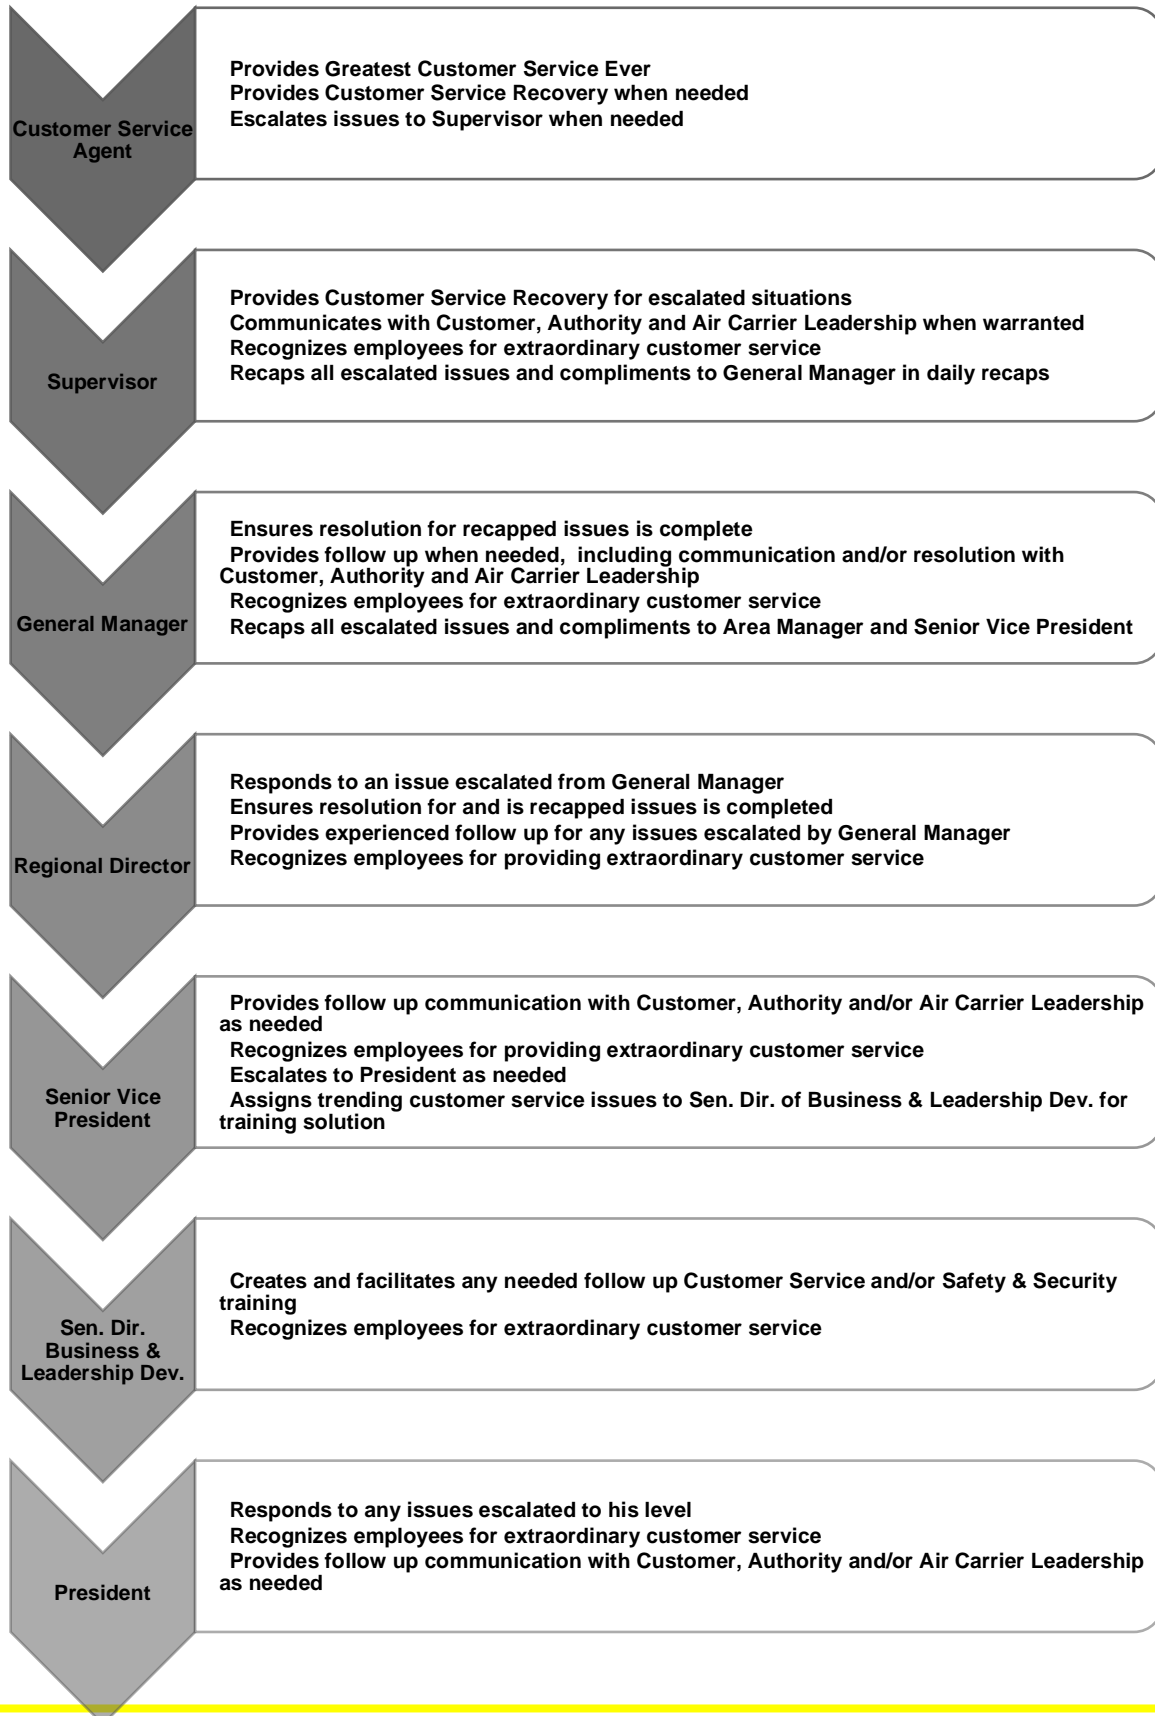 Customer Service
Agent
Provides Greatest Customer Service Ever
Provides Customer Service Recovery when needed
Escalates issues to Supervisor when needed
Supervisor
Provides Customer Service Recovery for escalated situations
Communicates with Customer, Authority and Air Carrier Leadership when warranted
Recognizes employees for extraordinary customer service
Recaps all escalated issues and compliments to General Manager in daily recaps
General Manager
Ensures resolution for recapped issues is complete
Provides follow up when needed, including communication and/or resolution with
Customer, Authority and Air Carrier Leadership
Recognizes employees for extraordinary customer service
Recaps all escalated issues and compliments to Area Manager and Senior Vice President
Regional Director
Responds to an issue escalated from General Manager
Ensures resolution for and is recapped issues is completed
Provides experienced follow up for any issues escalated by General Manager
Recognizes employees for providing extraordinary customer service
Senior Vice
President
Provides follow up communication with Customer, Authority and/or Air Carrier Leadership
as needed
Recognizes employees for providing extraordinary customer service
Escalates to President as needed
Assigns trending customer service issues to Sen. Dir. of Business & Leadership Dev. for
training solution
Sen. Dir.
Business &
Leadership Dev.
Creates and facilitates any needed follow up Customer Service and/or Safety & Security
training
Recognizes employees for extraordinary customer service
President
Responds to any issues escalated to his level
Recognizes employees for extraordinary customer service
Provides follow up communication with Customer, Authority and/or Air Carrier Leadership
as needed